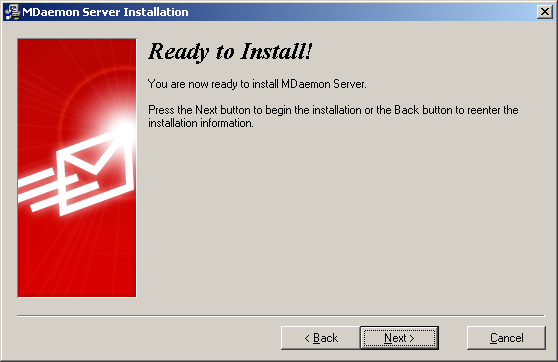 MDaemon Server Installation
Ready to Install!
You are now ready to install MDaemon Server.
Press the Next button to begin the installation or the Back button to reenter the
installation information.
< Back
Next >
Cancel